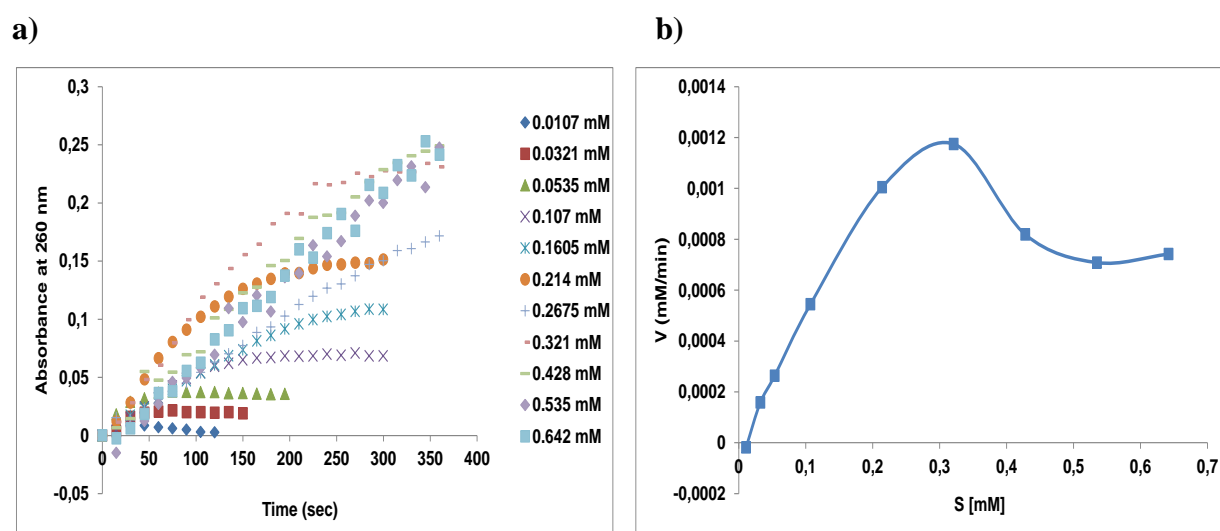 a)
0,3
0,25
0,2
0,15
0,1
0,05
0
-0,05
Absorbance at 260 nm
0 50 100 150 200 250 300 350 400
Time (sec)
0.0107 mM
0.0321 mM
0.0535 mM
0.107 mM
0.1605 mM
0.214 mM
0.2675 mM
0.321 mM
0.428 mM
0.535 mM
0.642 mM
b)
0,0014
0,0012
0,001
0,0008
0,0006
0,0004
0,0002
0
-0,0002
V (mM/min)
0 0,1 0,2 0,3 0,4 0,5 0,6 0,7
S [mM]